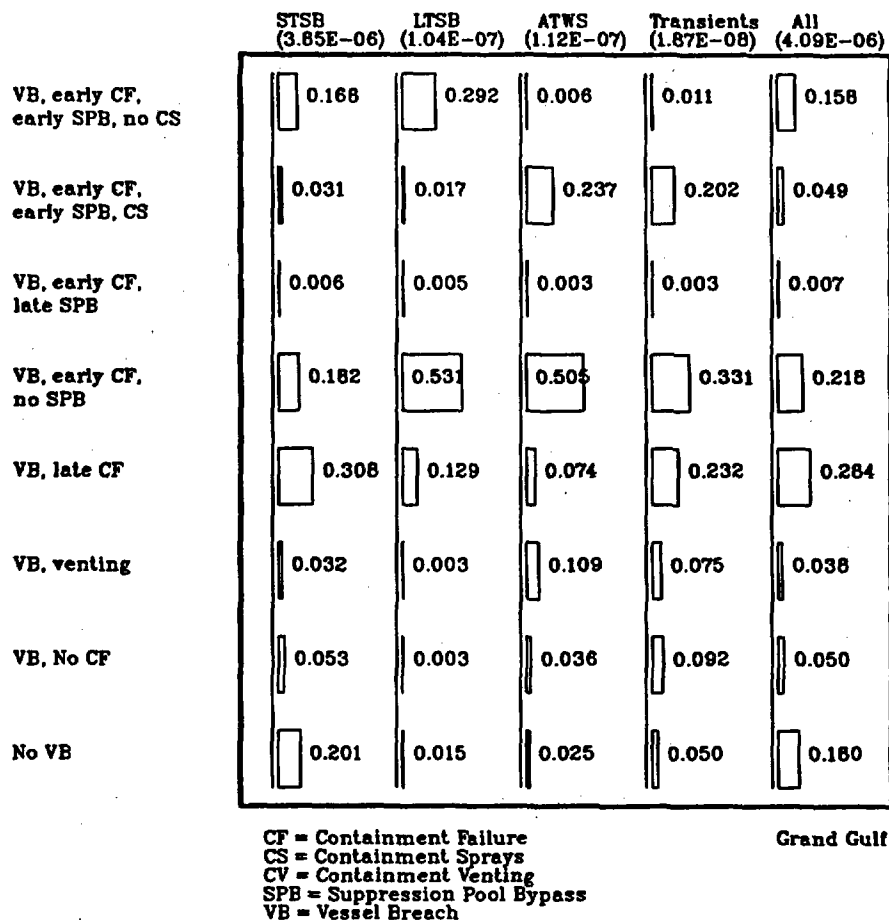 STSB LTSB ATWS Transients All
(3.85E-06) (1.04E-07) (1.12E-07) (1.87E-08) (4.09E-06)
VB, early CF,
early SPB, no CS
0.168 0.292 0.006 0.011 0.158
VB, early CF,
early SPB, CS
0.031 0.017 0.237 0.202 0.049
VB, early CF,
late SPB
0.006 0.005 0.003 0.003 0.007
VB, early CF,
no SPB
0.182 0.531 0.505 0.331 0.218
VB, late CF 0.308 0.129 0.074 0.232 0.284
VB, venting 0.032 0.003 0.109 0.075 0.038
VB, No CF 0.053 0.003 0.036 0.092 0.050
No VB 0.201 0.015 0.025 0.050 0.180
CF = Containment Failure Grand Gulf
CS = Containment Sprays
CV = Containment Venting
SPB = Suppression Pool Bypass
VB = Vessel Breach